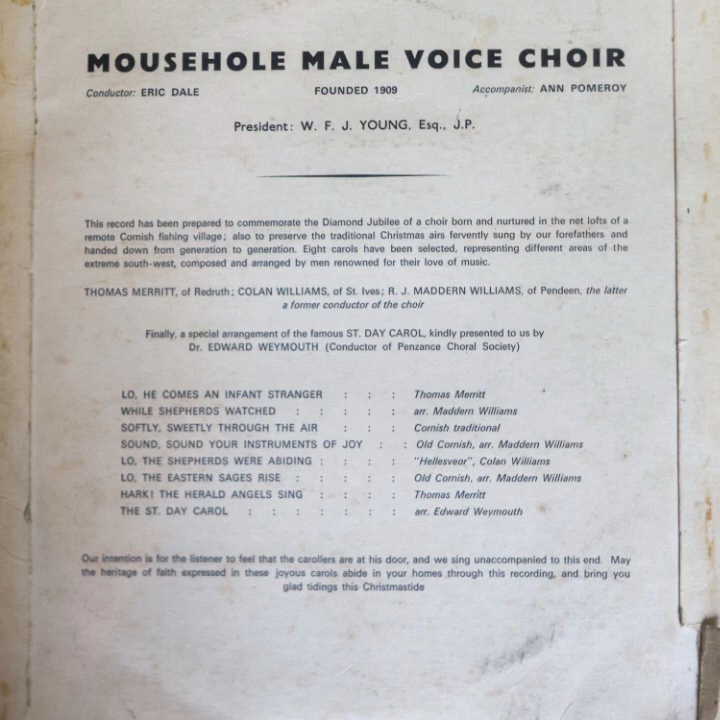 MOUSEHOLE MALE VOICE CHOIR
Conductor: ERIC DALE FOUNDED 1909 Accompanist: ANN POMEROY
President: W. F. J. YOUNG, Esq., J.P.
This record has been prepared to commemorate the Diamond Jubilee of a choir born and nurtured in the net lofts of a
remote Cornish fishing village; also to preserve the traditional Christmas airs fervently sung by our forefathers and
handed down from generation to generation. Eight carols have been selected, representing different areas of the
extreme south-west, composed and arranged by men renowned for their love of music.
THOMAS MERRITT, of Redruth; COLAN WILLIAMS, of St. Ives; R. J. MADDERN WILLIAMS, of Pendeen, the latter
a former conductor of the choir
Finally, a special arrangement of the famous ST. DAY CAROL, kindly presented to us by
Dr. EDWARD WEYMOUTH (Conductor of Penzance Choral Society)
LO, HE COMES AN INFANT STRANGER : : : Thomas Merritt
WHILE SHEPHERDS WATCHED : : : : : arr. Maddern Williams
SOFTLY, SWEETLY THROUGH THE AIR : : : Cornish traditional
SOUND, SOUND YOUR INSTRUMENTS OF JOY : : Old Cornish, arr. Maddern Williams
LO, THE SHEPHERDS WERE ABIDING : : : : "Hellesveor", Colan Williams
LO, THE EASTERN SAGES RISE : : : : : Old Cornish, arr. Maddern Williams
HARK! THE HERALD ANGELS SING : : : : Thomas Merritt
THE ST. DAY CAROL : : : : : : : arr. Edward Weymouth
Our intention is for the listener to feel that the carollers are at his door, and we sing unaccompanied to this end. May
the heritage of faith expressed in these joyous carols abide in your homes through this recording, and bring you
glad tidings this Christmastide